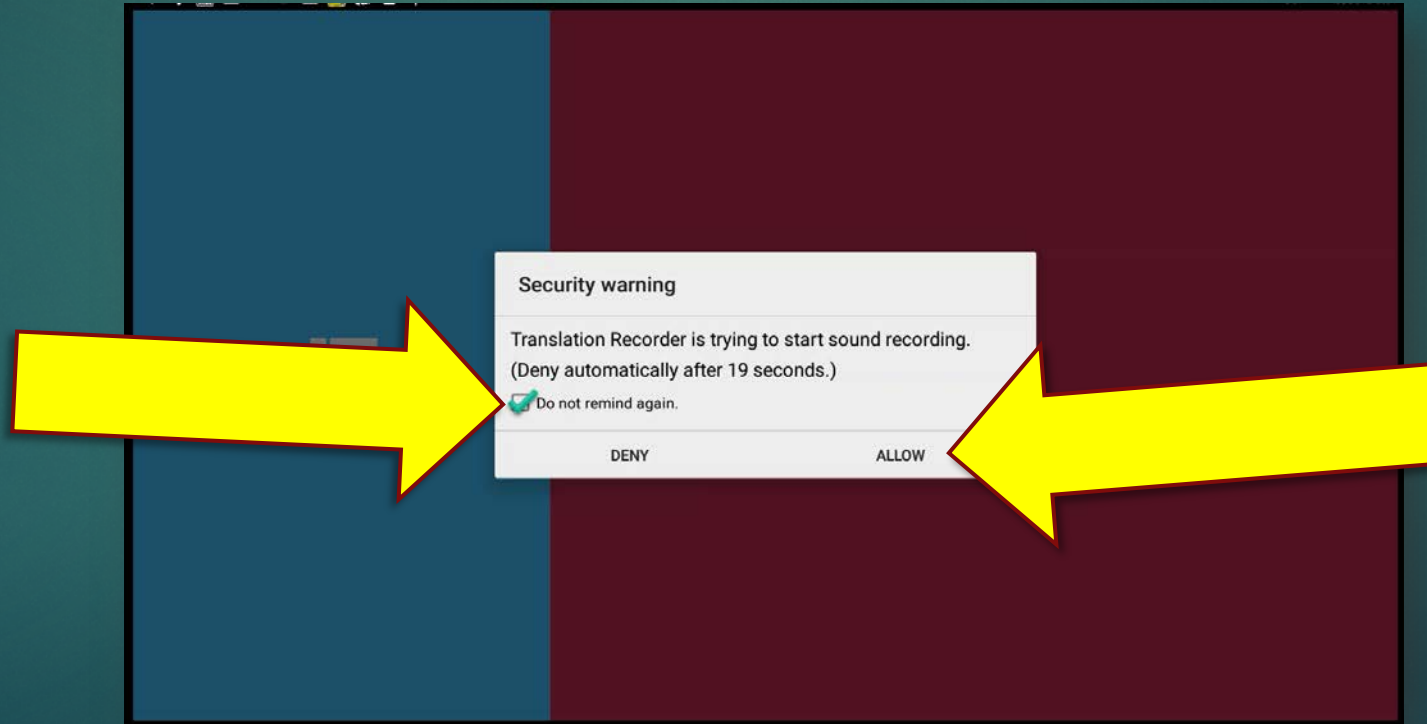 Security warning
Translation Recorder is trying to start sound recording.
(Deny automatically after 19 seconds.)
Do not remind again.
DENY
ALLOW